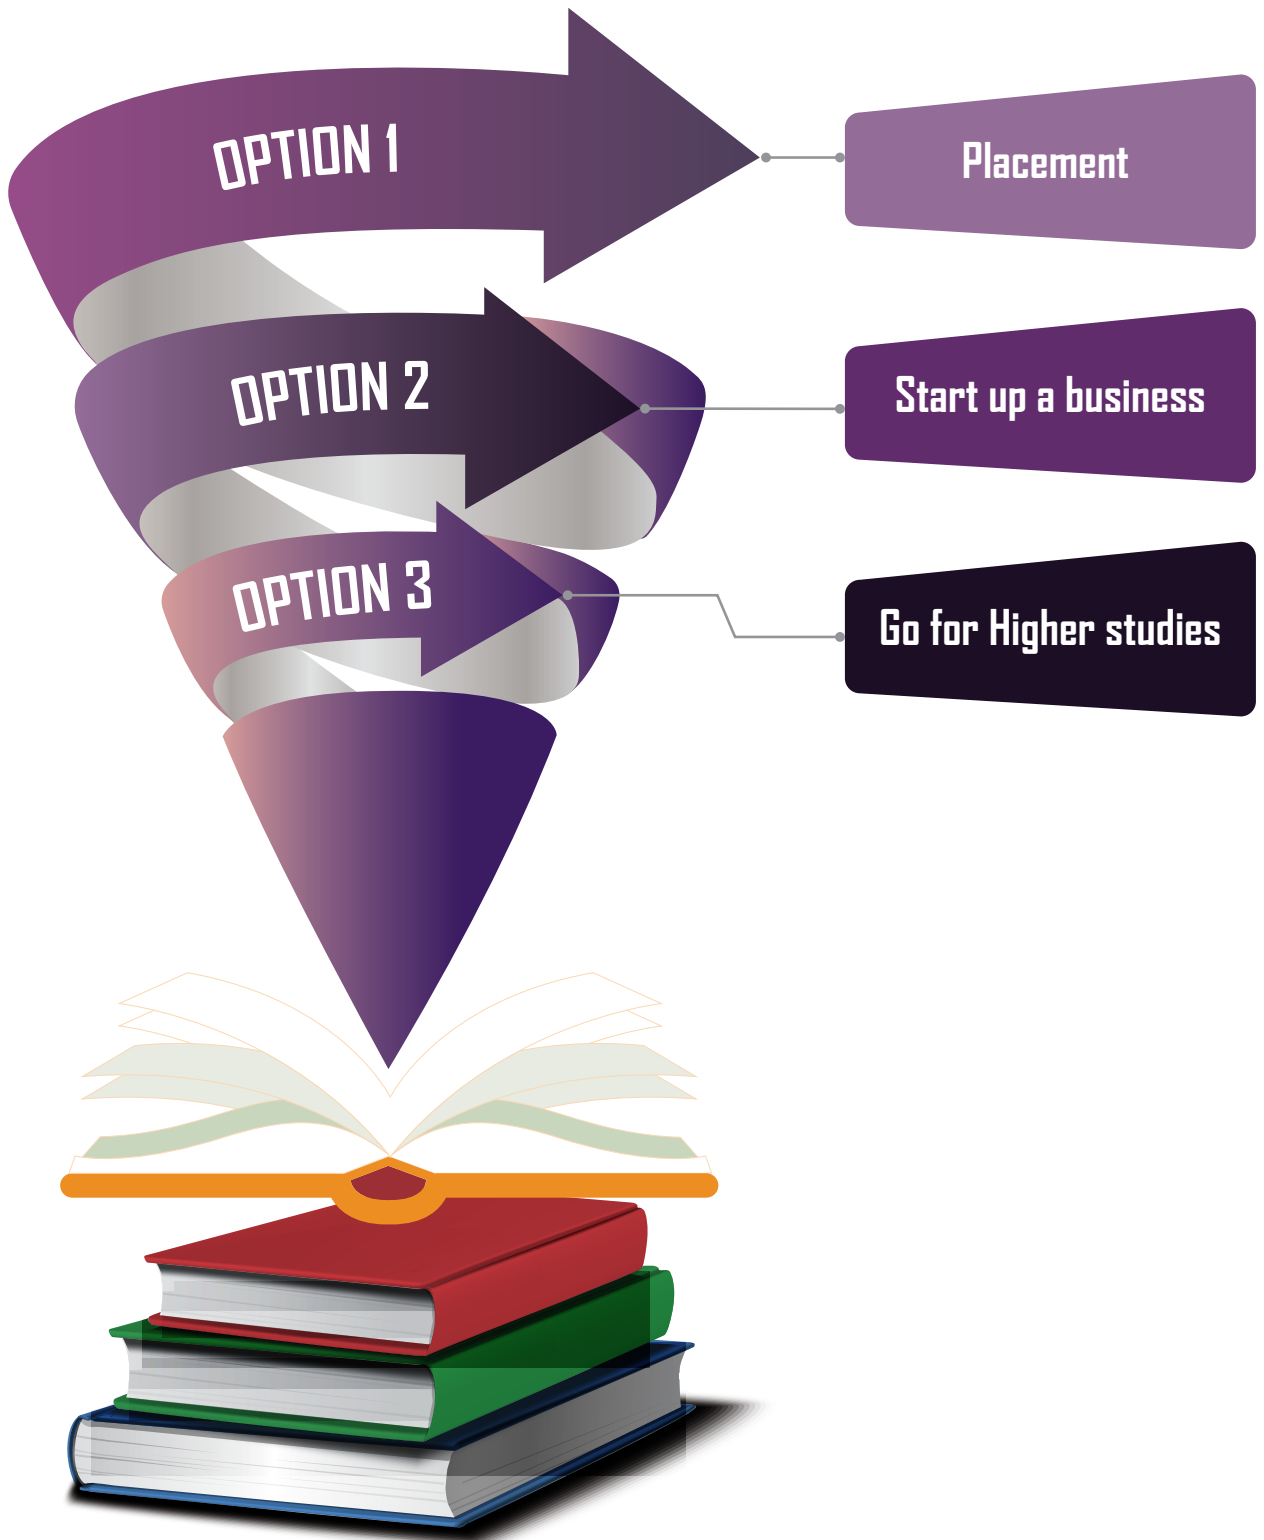 OPTION 1
Placement
OPTION 2
Start up a business
OPTION 3
Go for Higher studies